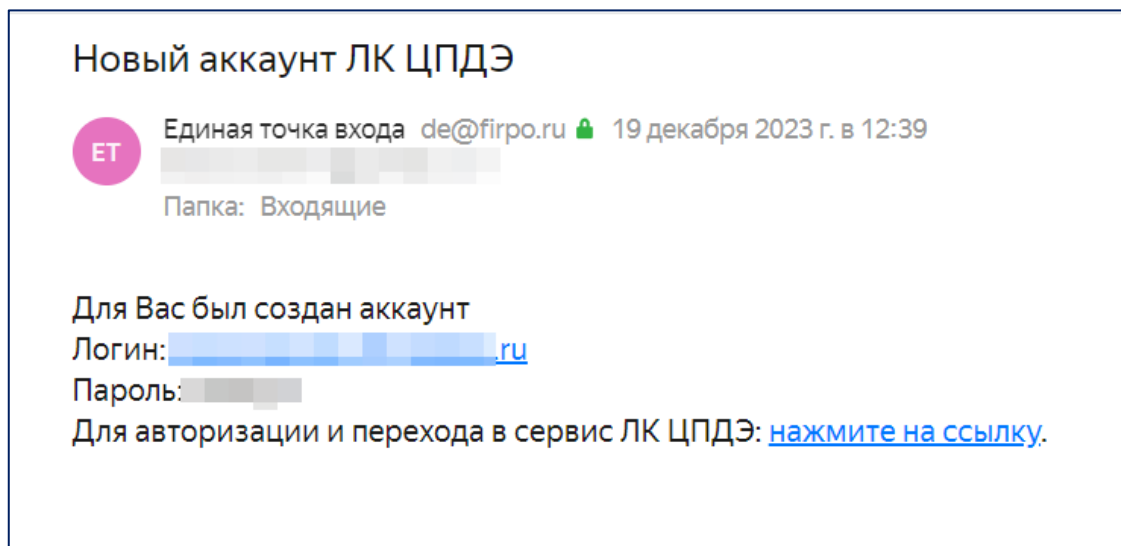 Новый аккаунт ЛК ЦПДЭ
ЕТ
Единая точка входа de@firpo.ru 19 декабря 2023 г. в 12:39
Папка: Входящие
Для Вас был создан аккаунт
Логин: .ru
Пароль:
Для авторизации и перехода в сервис ЛК ЦПДЭ: нажмите на ссылку.